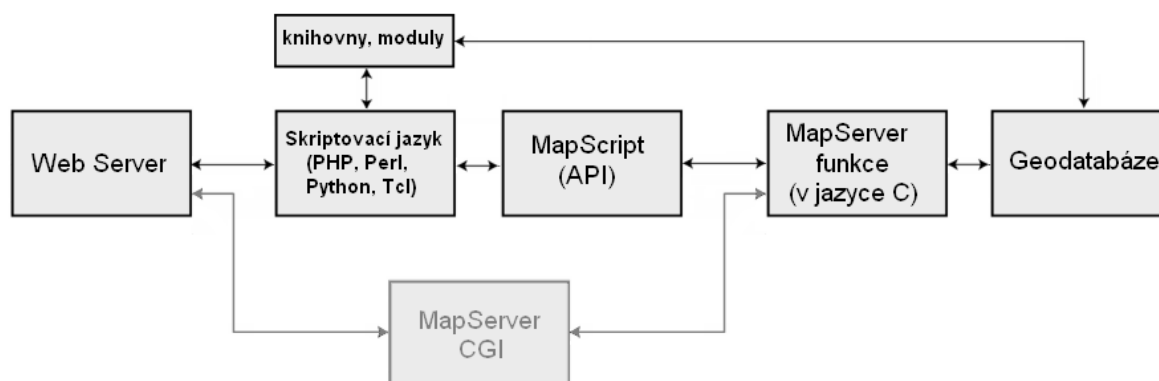 knihovny, moduly
Web Server
Skriptovací jazyk
(PHP, Perl,
Python, Tcl)
MapScript
(API)
MapServer
funkce
(v jazyce C)
Geodatabáze
MapServer
CGI